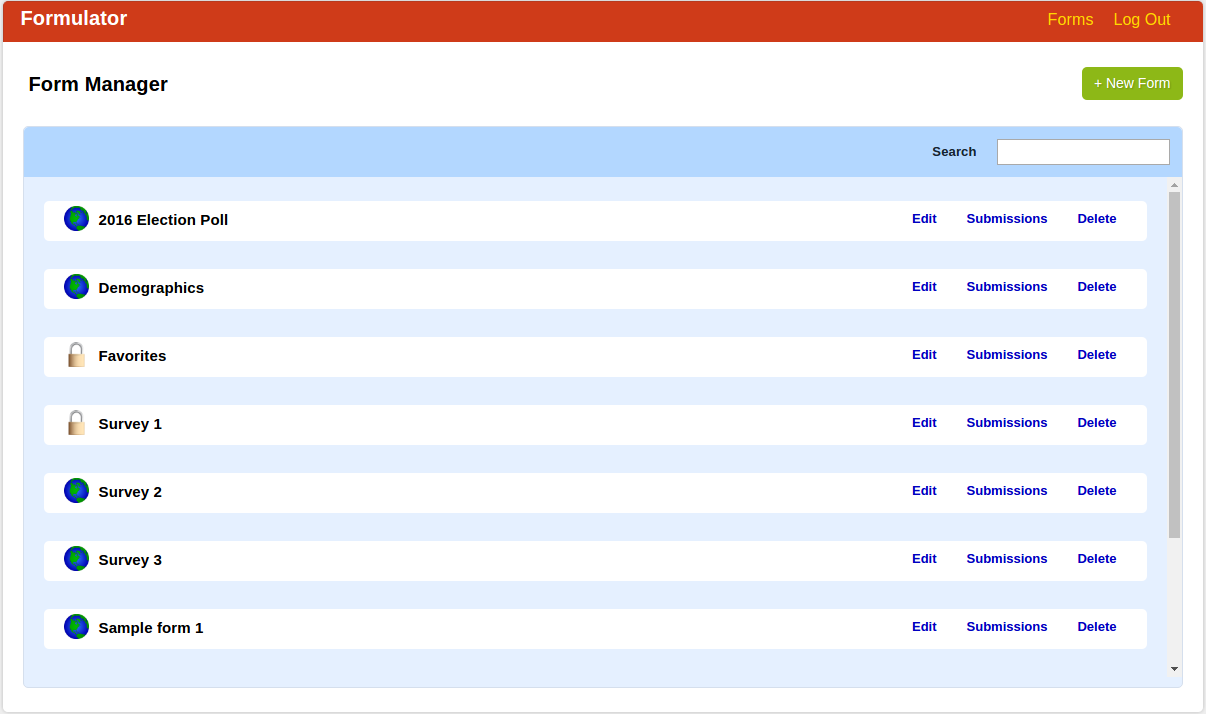 Formulator Forms Log Out
Form Manager + New Form
Search
2016 Election Poll Edit Submissions Delete
Demographics Edit Submissions Delete
Favorites Edit Submissions Delete
Survey 1 Edit Submissions Delete
Survey 2 Edit Submissions Delete
Survey 3 Edit Submissions Delete
Sample form 1 Edit Submissions Delete